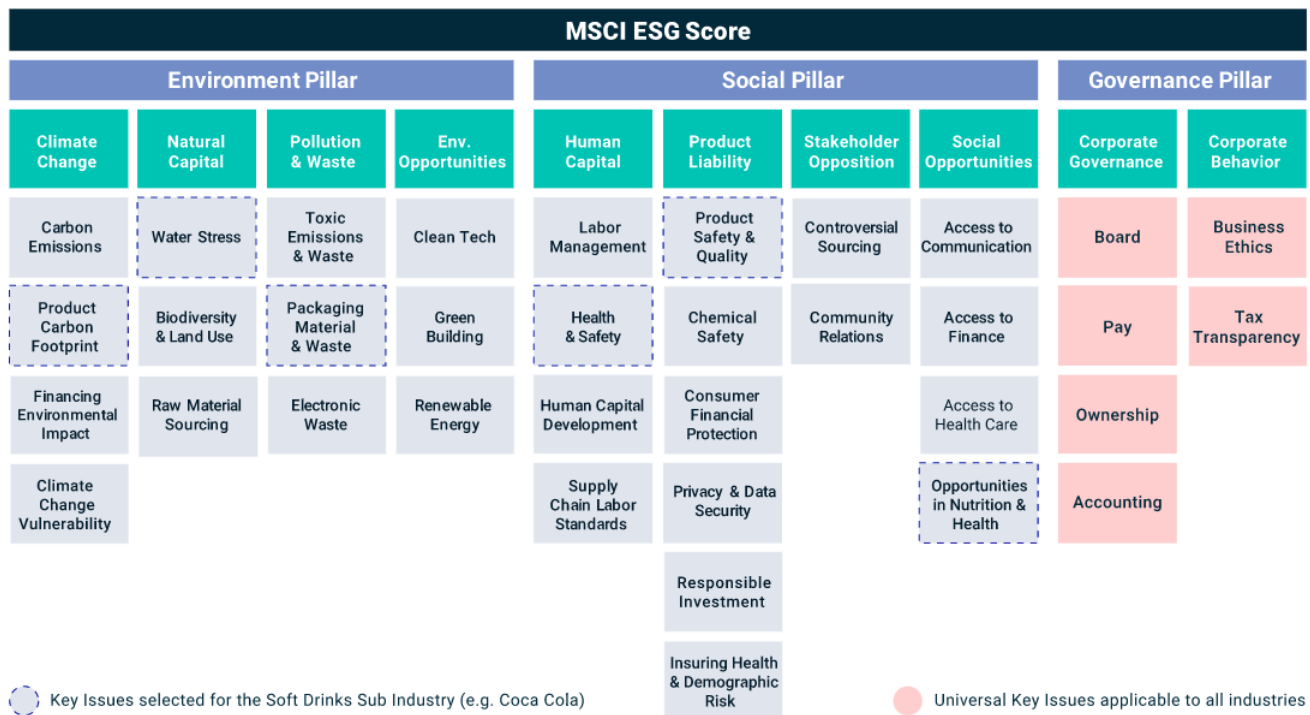 MSCI ESG Score
Environment Pillar
Social Pillar
Governance Pillar
Climate
Change
Natural
Capital
Pollution
& Waste
Env.
Opportunities
Human
Capital
Product
Liability
Stakeholder
Opposition
Social
Opportunities
Corporate
Governance
Corporate
Behavior
Carbon
Emissions
Water Stress
Toxic
Emissions
& Waste
Clean Tech
Labor
Management
Product
Safety &
Quality
Controversial
Sourcing
Access to
Communication
Board
Business
Ethics
Product
Carbon
Footprint
Biodiversity
& Land Use
Packaging
Material
& Waste
Green
Building
Health
& Safety
Chemical
Safety
Community
Relations
Access to
Finance
Pay
Tax
Transparency
Financing
Environmental
Impact
Raw Material
Sourcing
Electronic
Waste
Renewable
Energy
Human Capital
Development
Consumer
Financial
Protection
Access to
Health Care
Ownership
Climate
Change
Vulnerability
Supply
Chain Labor
Standards
Privacy & Data
Security
Opportunities
in Nutrition &
Health
Accounting
Responsible
Investment
Insuring Health
& Demographic
Risk
Key Issues selected for the Soft Drinks Sub Industry (e.g. Coca Cola)
Universal Key Issues applicable to all industries